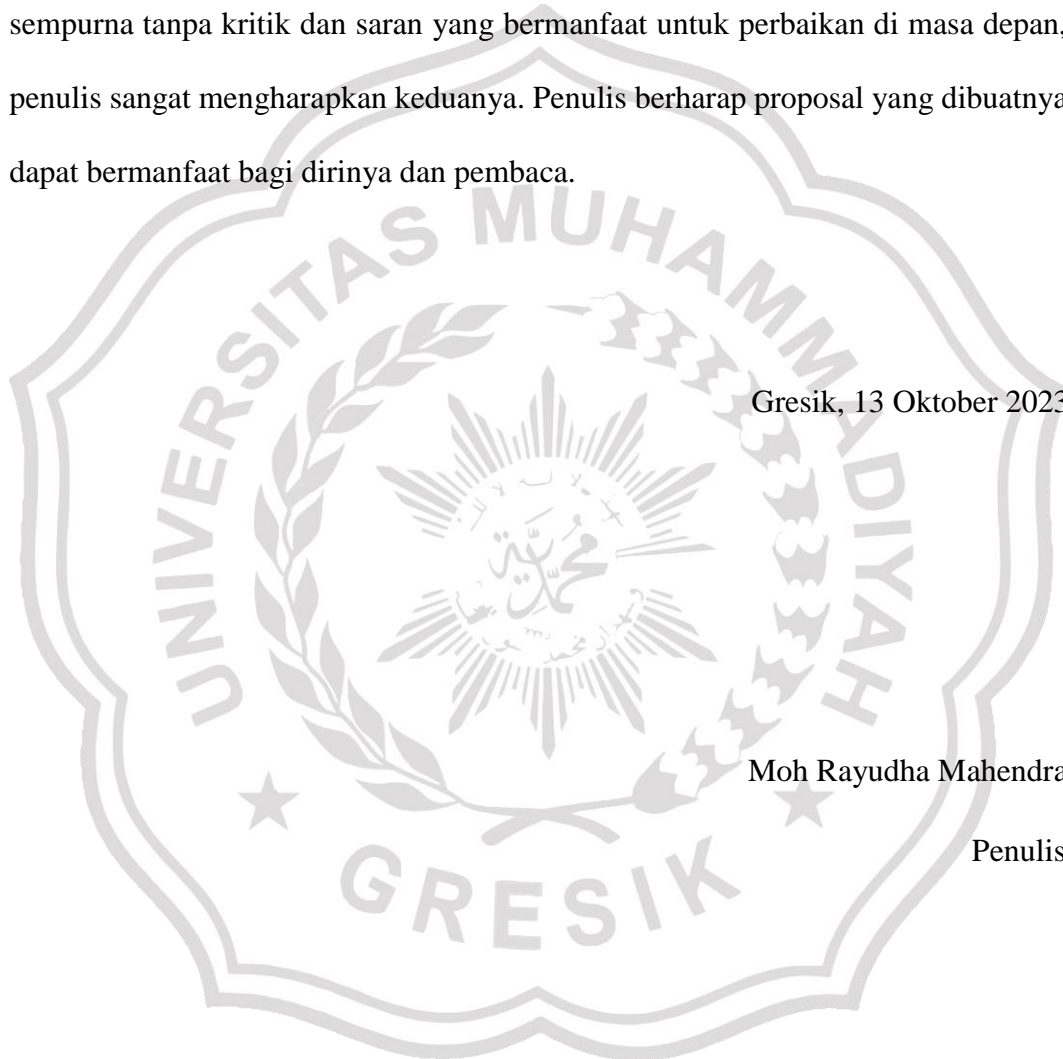 sempurna tanpa kritik dan saran yang bermanfaat untuk perbaikan di masa depan,
penulis sangat mengharapkan keduanya. Penulis berharap proposal yang dibuatnya
dapat bermanfaat bagi dirinya dan pembaca.
UNIVERSITAS MUHAMMADIYAH
Gresik, 13 Oktober 2023
محمد
Moh Rayudha Mahendra
Penulis
GRESIK